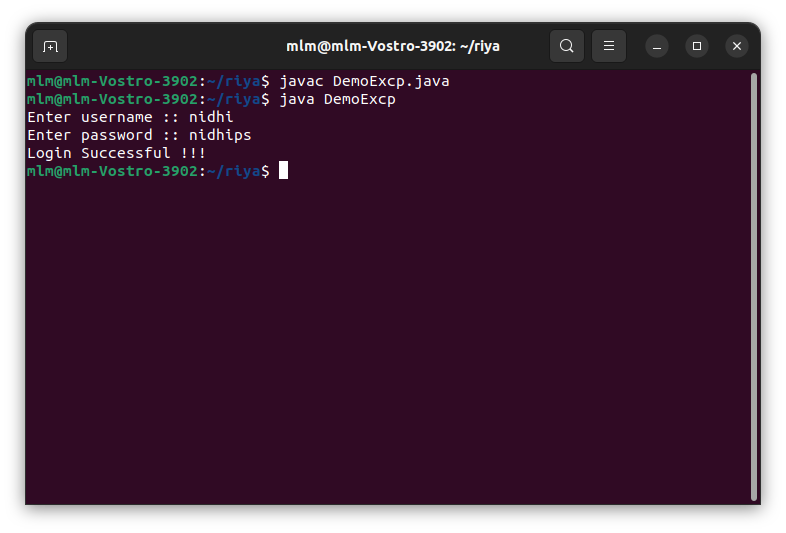 mlm@mlm-Vostro-3902: ~/riya
mlm@mlm-Vostro-3902:~/riya$ javac DemoExcp.java
mlm@mlm-Vostro-3902:~/riya$ java DemoExcp
Enter username :: nidhi
Enter password :: nidhips
Login Successful !!!
mlm@mlm-Vostro-3902:~/riya$